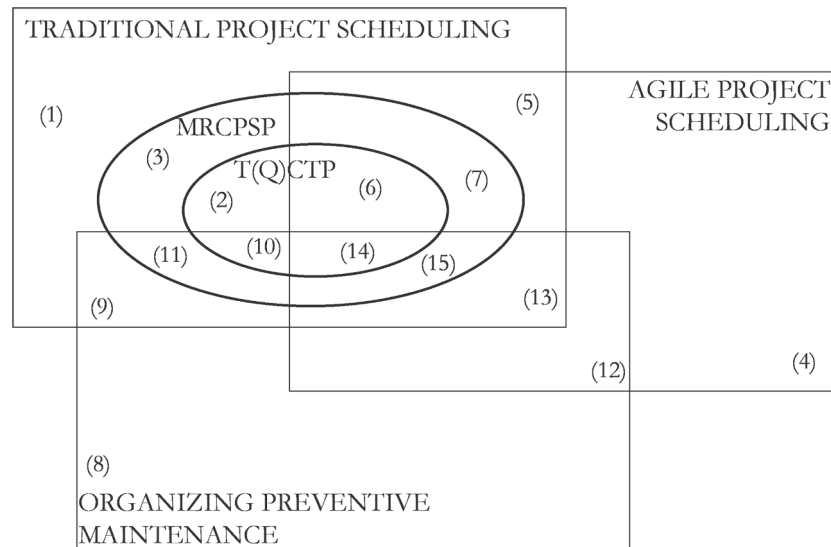 TRADITIONAL PROJECT SCHEDULING
AGILE PROJECT
SCHEDULING
(1)
(5)
MRCPSP
(3)
T(Q)CTP
(2)
(6)
(7)
(11)
(10)
(14)
(15)
(9)
(13)
(12)
(4)
(8)
ORGANIZING PREVENTIVE
MAINTENANCE